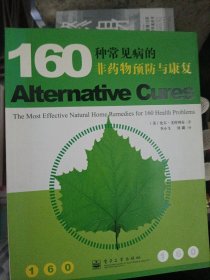 160种常见病的
非药物预防与康复
Alternative Cures
The Most Effective Natural Home Remedies for 160 Health Problems
160
160
电子工业出版社